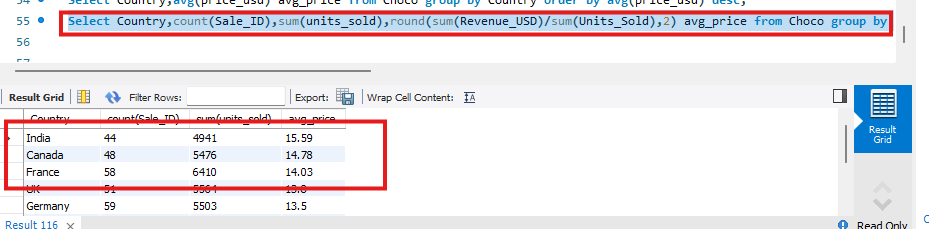 54
Select Country,avg(price_usd) avg_price from Choco group by Country order by avg(price_usd) desc;
55 Select Country,count(Sale_ID),sum(units_sold),round(sum(Revenue_USD)/sum(Units_Sold),2) avg_price from Choco group by
56
57
Result Grid Filter Rows: Export: Wrap Cell Content: IA
Country count(Sale_ID) sum(units_sold) avg_price
India 44 4941 15.59
Canada 48 5476 14.78
France 58 6410 14.03
UK 51 5564 13.8
Germany 59 5503 13.5
Result Grid
Result 116 x
Read Only